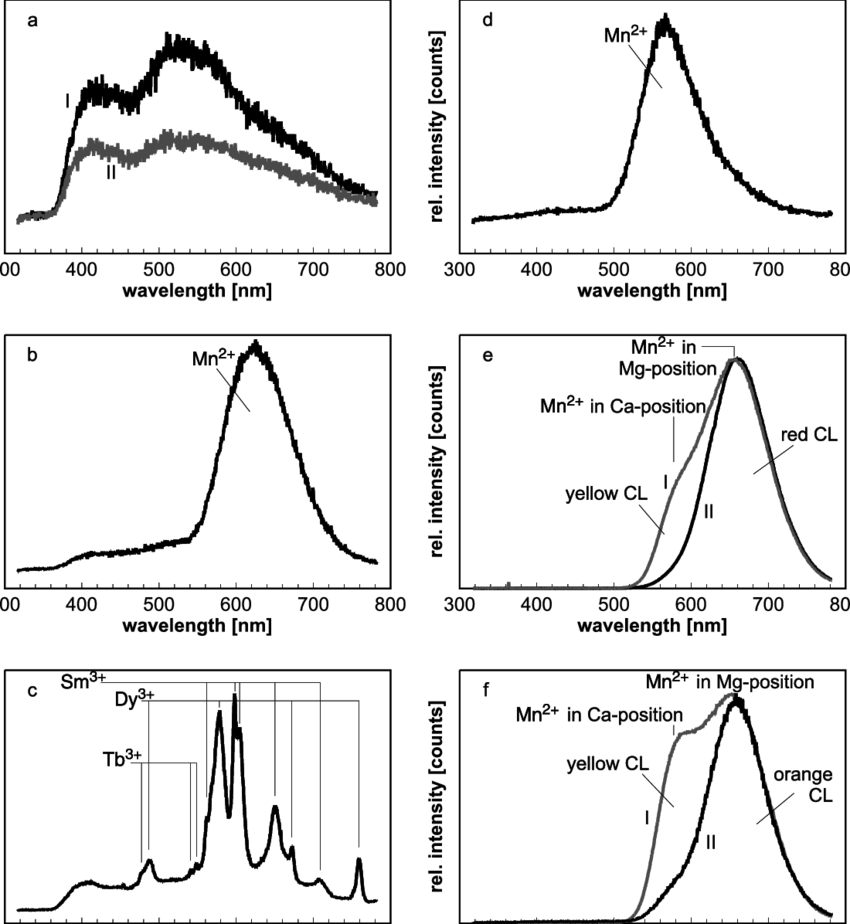 a
I
II
00 400 500 600 700 800
wavelength [nm]
d
Mn2+
rel. intensity [counts]
300 400 500 600 700 80
wavelength [nm]
b
Mn2+
00 400 500 600 700 800
wavelength [nm]
e
Mn2+ in
Mg-position
Mn2+ in Ca-position
red CL
I
yellow CL
II
rel. intensity [counts]
300 400 500 600 700 80
wavelength [nm]
c
Sm3+
Dy3+
Tb3+
f
Mn2+ in Mg-position
Mn2+ in Ca-position
yellow CL
orange
CL
I
II
rel. intensity [counts]